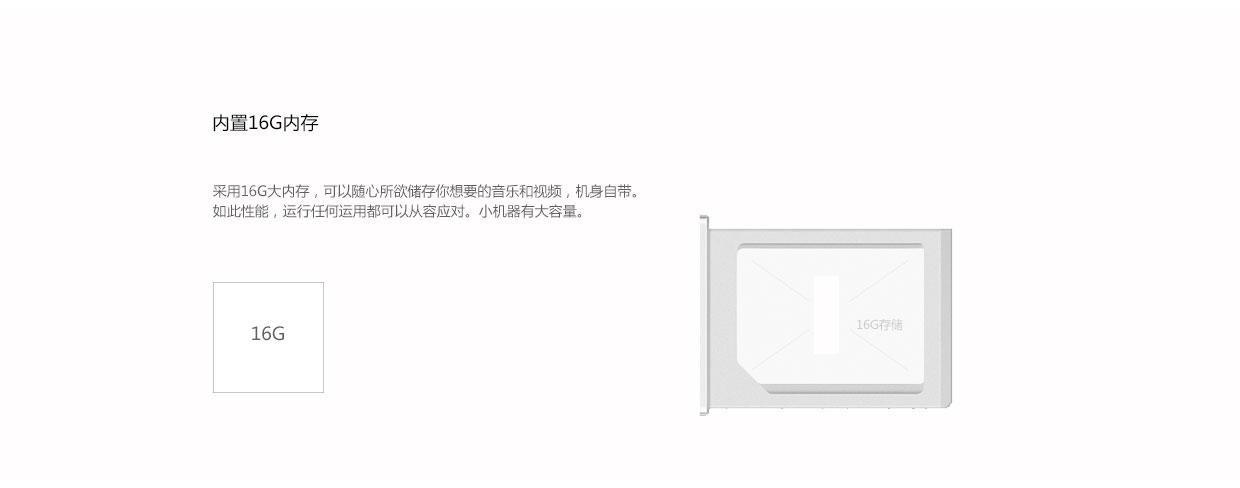 内置16G内存
采用16G大内存，可以随心所欲储存你想要的音乐和视频，机身自带。
如此性能，运行任何运用都可以从容应对。小机器有大容量。
16G
16G存储